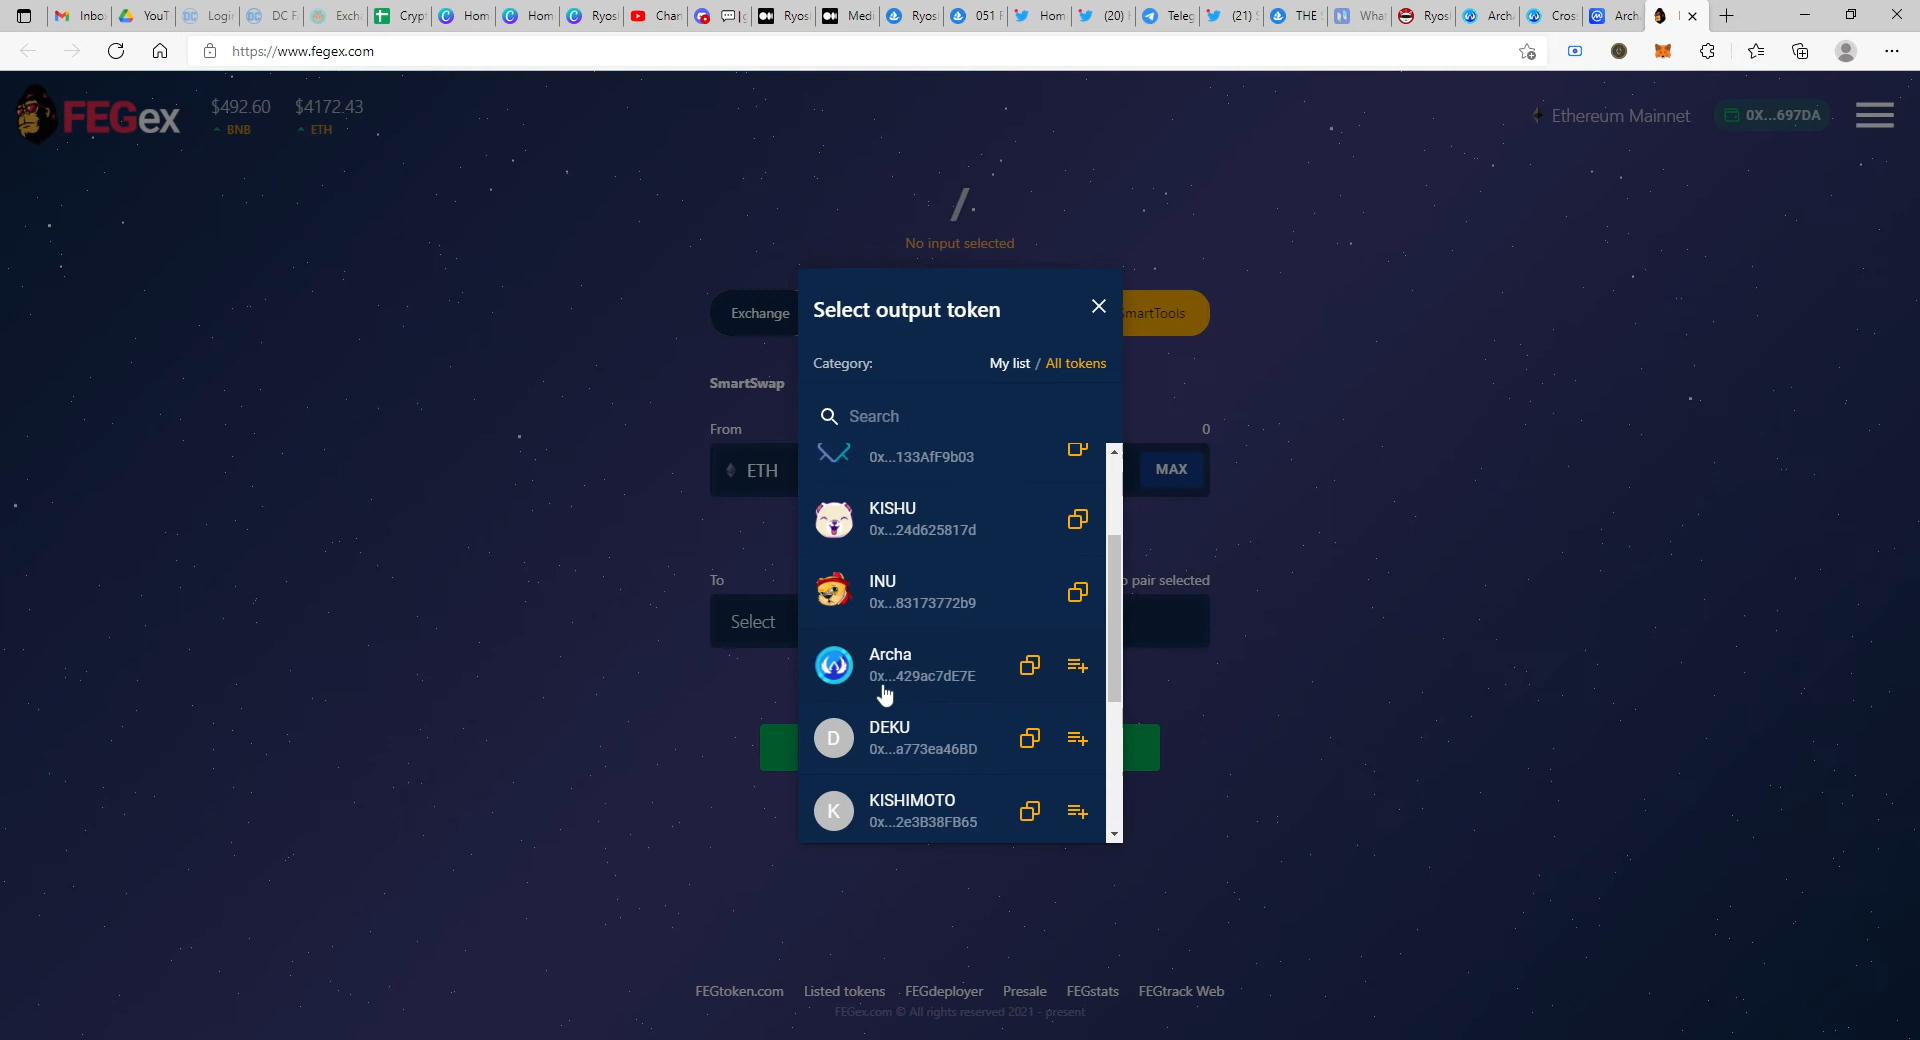 Inbo
YouT
Login
DC F
Exch
Cryp
Hom
Hom
Ryos
Chan
Ryos
Medi
Ryos
051 F
Hom
(20)
Teleg
(21)
THE
What
Ryos
Arch
Cros
Arch
https://www.fegex.com
FEGex
$492.60
BNB
$4172.43
ETH
Ethereum Mainnet
0X...697DA
/
No input selected
Exchange
SmartTools
Select output token
Category:
My list / All tokens
Search
SmartSwap
From
0
ETH
MAX
0x...133AfF9b03
KISHU
0x...24d625817d
INU
0x...83173772b9
To
pair selected
Select
Archa
0x...429ac7dE7E
D
DEKU
0x...a773ea46BD
K
KISHIMOTO
0x...2e3B38FB65
FEGtoken.com
Listed tokens
FEGdeployer
Presale
FEGstats
FEGtrack Web
FEGex.com © All rights reserved 2021 - present